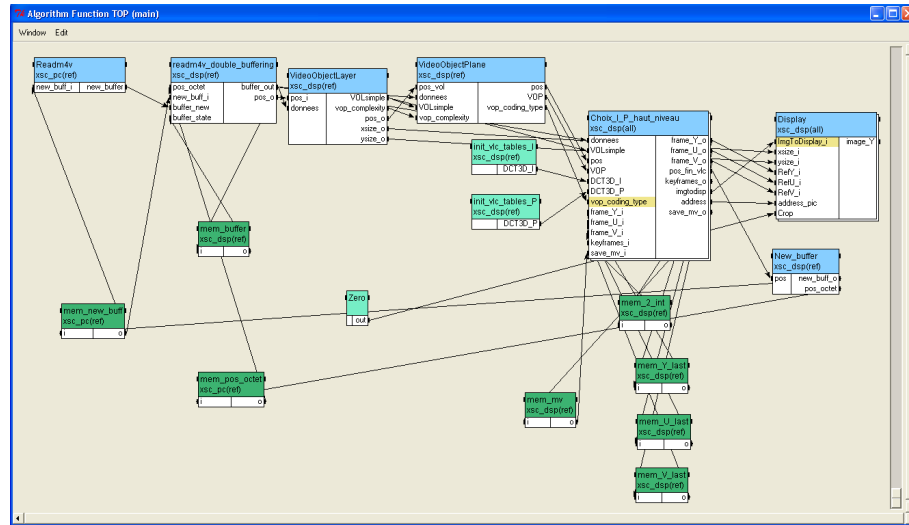 Algorithm Function TOP (main)
Window Edit
Readm4v
xsc_pc(ref)
new_buff_i new_buffer
readm4v_double_buffering
xsc_dsp(ref)
pos_octet buffer_out
new_buff_i pos_o
buffer_new
buffer_state
VideoObjectLayer
xsc_dsp(ref)
pos_i VOLsimple
donnees vop_complexity
pos_o
xsize_o
ysize_o
VideoObjectPlane
xsc_dsp(ref)
pos_vol pos
donnees VOP
VOLsimple vop_coding_type
vop_complexity
init_vlc_tables_I
xsc_dsp(ref)
DCT3D_I
init_vlc_tables_P
xsc_dsp(ref)
DCT3D_P
Choix_I_P_haut_niveau
xsc_dsp(all)
donnees frame_Y_o
VOLsimple frame_U_o
pos frame_V_o
VOP pos_fin_vlc
DCT3D_I keyframes_o
DCT3D_P imgtodisp
vop_coding_type address
frame_Y_i save_mv_o
frame_U_i
frame_V_i
keyframes_i
save_mv_i
Display
xsc_dsp(all)
ImgToDisplay_i image_Y
xsize_i
ysize_i
RefY_i
RefU_i
RefV_i
address_pic
Crop
mem_buffer
xsc_dsp(ref)
i o
New_buffer
xsc_dsp(ref)
pos new_buff_o
pos_octet
mem_new_buff
xsc_pc(ref)
i o
Zero
out
mem_2_int
xsc_dsp(ref)
i o
mem_pos_octet
xsc_pc(ref)
i o
mem_Y_last
xsc_dsp(ref)
i o
mem_mv
xsc_dsp(ref)
i o
mem_U_last
xsc_dsp(ref)
i o
mem_V_last
xsc_dsp(ref)
i o